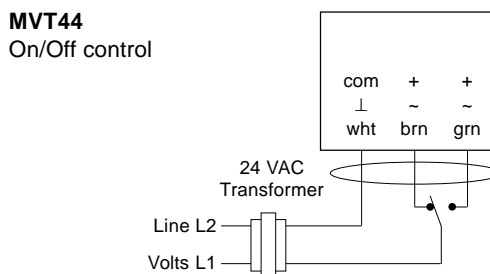 MVT44
On/Off control
com + +
⊥ ~ ~
wht brn grn
24 VAC
Transformer
Line L2
Volts L1